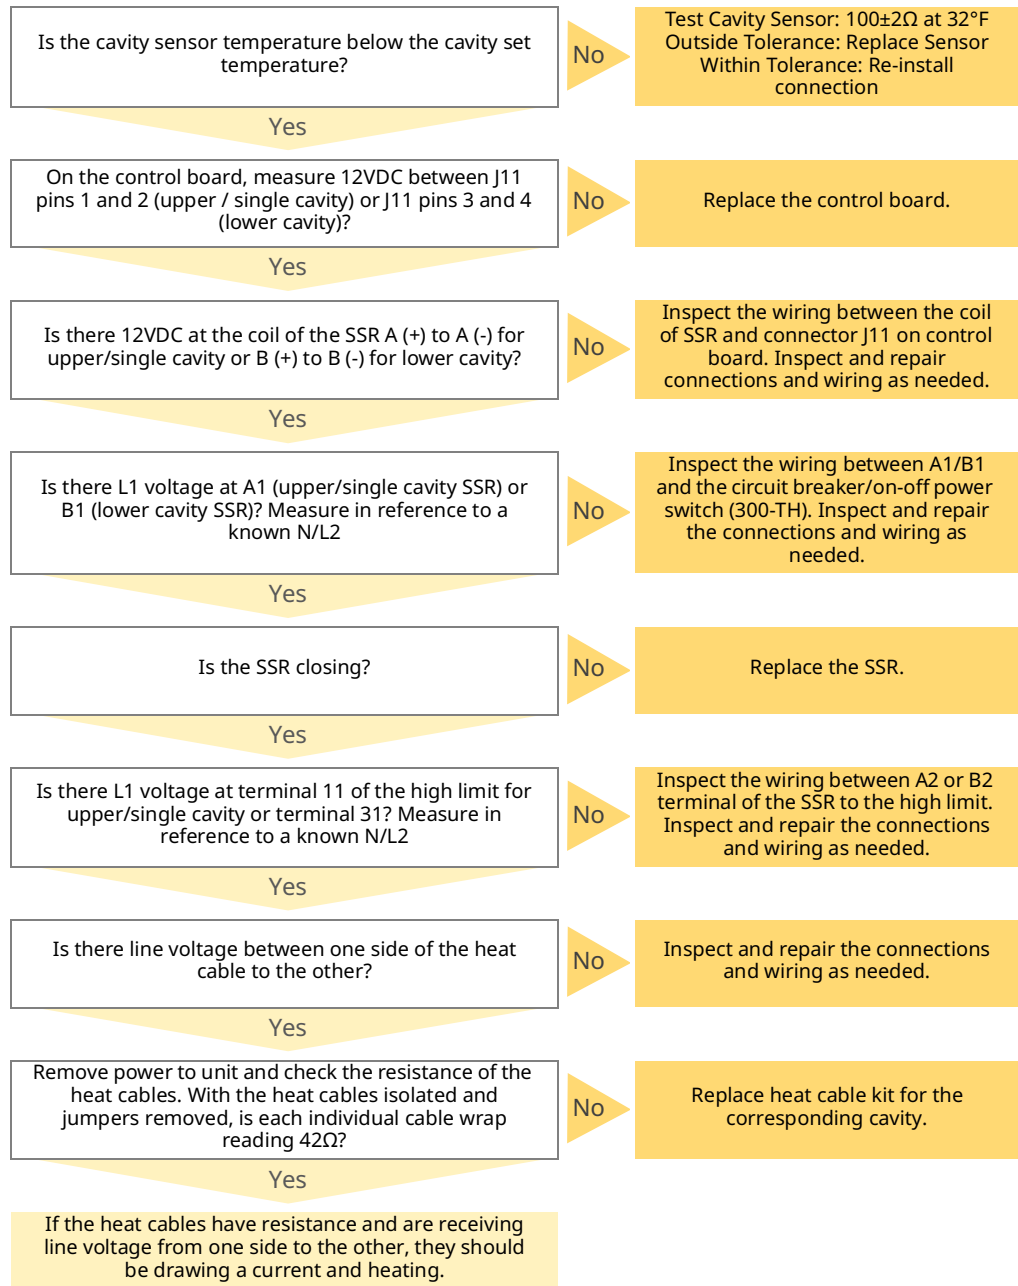 Is the cavity sensor temperature below the cavity set
temperature?
No
Test Cavity Sensor: 100±2Ω at 32°F
Outside Tolerance: Replace Sensor
Within Tolerance: Re-install
connection
Yes
On the control board, measure 12VDC between J11
pins 1 and 2 (upper / single cavity) or J11 pins 3 and 4
(lower cavity)?
No
Replace the control board.
Yes
Is there 12VDC at the coil of the SSR A (+) to A (-) for
upper/single cavity or B (+) to B (-) for lower cavity?
No
Inspect the wiring between the coil
of SSR and connector J11 on control
board. Inspect and repair
connections and wiring as needed.
Yes
Is there L1 voltage at A1 (upper/single cavity SSR) or
B1 (lower cavity SSR)? Measure in reference to a
known N/L2
No
Inspect the wiring between A1/B1
and the circuit breaker/on-off power
switch (300-TH). Inspect and repair
the connections and wiring as
needed.
Yes
Is the SSR closing?
No
Replace the SSR.
Yes
Is there L1 voltage at terminal 11 of the high limit for
upper/single cavity or terminal 31? Measure in
reference to a known N/L2
No
Inspect the wiring between A2 or B2
terminal of the SSR to the high limit.
Inspect and repair the connections
and wiring as needed.
Yes
Is there line voltage between one side of the heat
cable to the other?
No
Inspect and repair the connections
and wiring as needed.
Yes
Remove power to unit and check the resistance of the
heat cables. With the heat cables isolated and
jumpers removed, is each individual cable wrap
reading 42Ω?
No
Replace heat cable kit for the
corresponding cavity.
Yes
If the heat cables have resistance and are receiving
line voltage from one side to the other, they should
be drawing a current and heating.